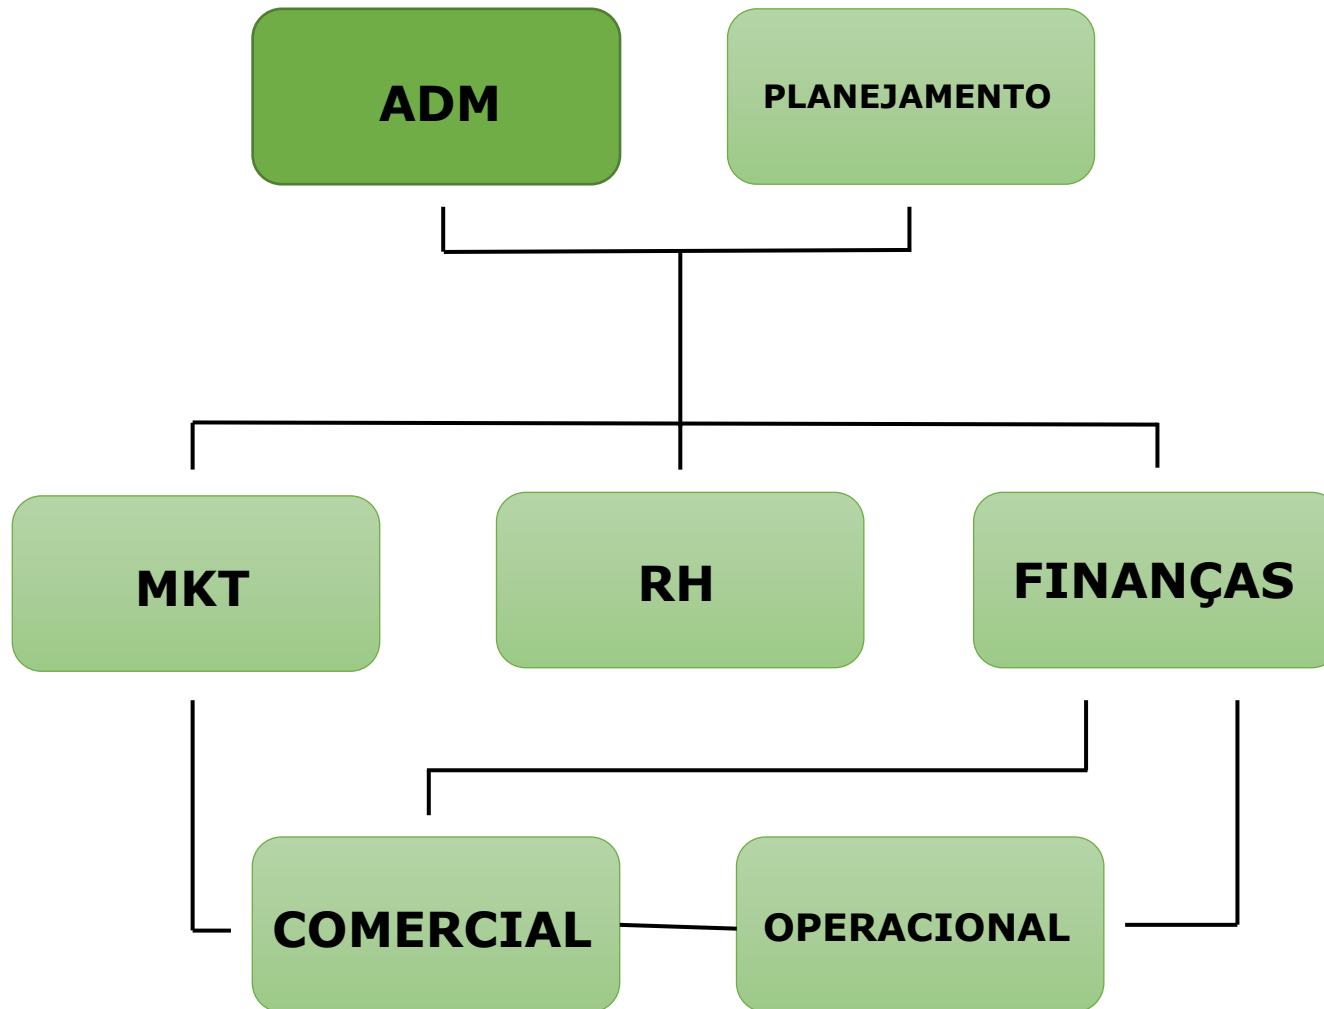 ADM
PLANEJAMENTO
MKT
RH
FINANÇAS
COMERCIAL
OPERACIONAL